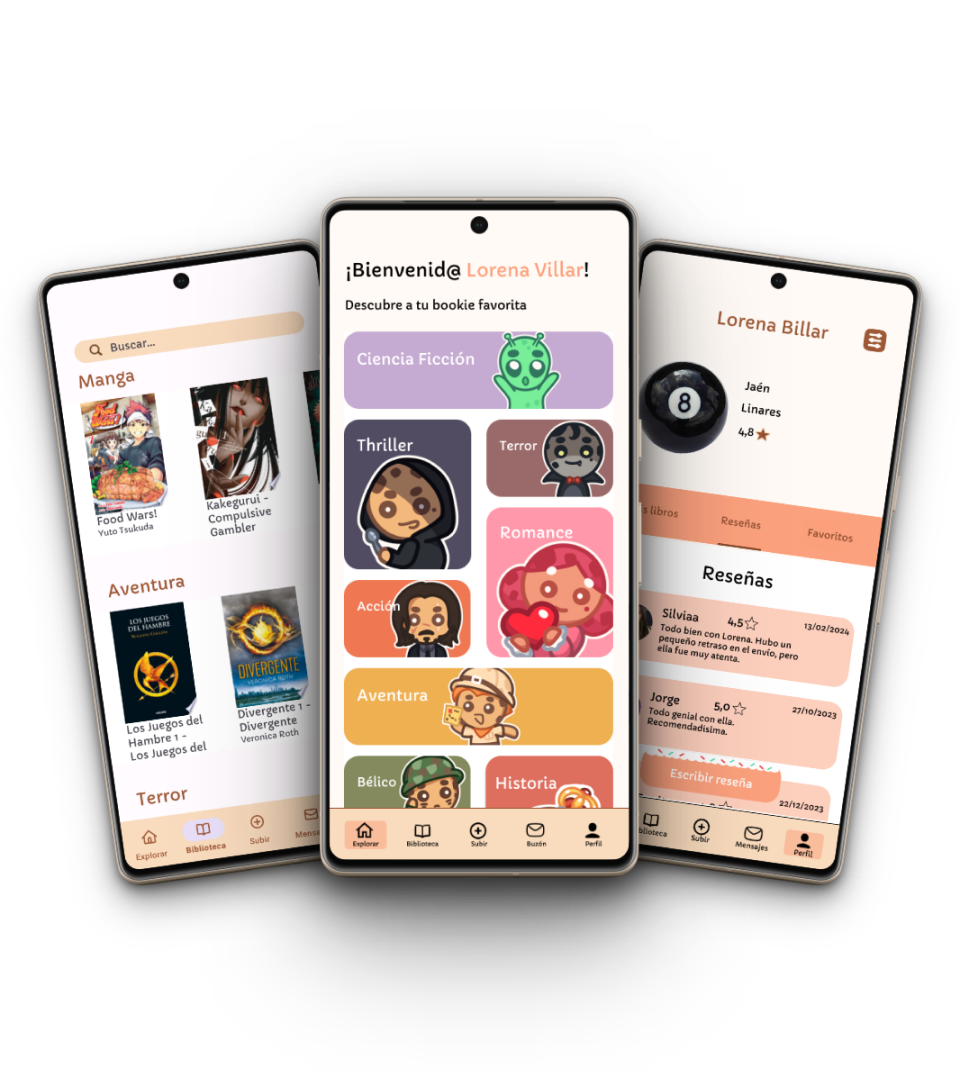 Buscar...
Manga
Food Wars!
Yuto Tsukuda
Kakegurui -
Compulsive
Gambler
Aventura
LOS JUEGOS
DEL HAMBRE
Los Juegos del
Hambre 1 -
Los Juegos del
DIVERGENTE
VERONICA ROTH
Divergente 1 -
Divergente
Veronica Roth
Terror
Explorar
Biblioteca
Subir
Mensa
¡Bienvenid@ Lorena Villar!
Descubre a tu bookie favorita
Ciencia Ficción
Thriller
Terror
Romance
Acción
Aventura
Bélico
Historia
Explorar
Biblioteca
Subir
Buzón
Perfil
Lorena Billar
8
Jaén
Linares
4,8
s libros
Reseñas
Favoritos
Reseñas
Silviaa 4,5 13/02/2024
Todo bien con Lorena. Hubo un
pequeño retraso en el envío, pero
ella fue muy atenta.
Jorge 5,0 27/10/2023
Todo genial con ella.
Recomendadísima.
Escribir reseña
22/12/2023
blioteca
Subir
Mensajes
Perfil